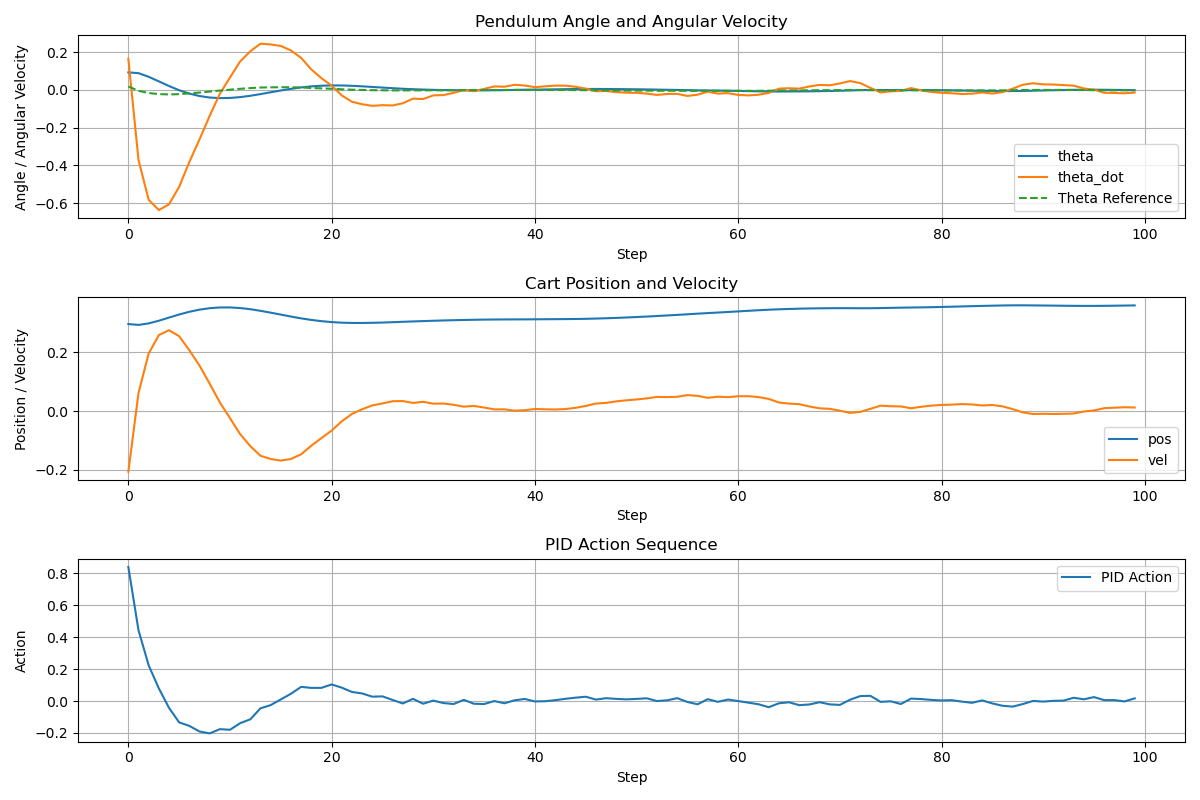 Pendulum Angle and Angular Velocity
Angle / Angular Velocity
0.2
0.0
−0.2
−0.4
−0.6
theta
theta_dot
Theta Reference
0 20 40 60 80 100
Step
Cart Position and Velocity
Position / Velocity
0.2
0.0
−0.2
pos
vel
0 20 40 60 80 100
Step
PID Action Sequence
Action
0.8
0.6
0.4
0.2
0.0
−0.2
PID Action
0 20 40 60 80 100
Step